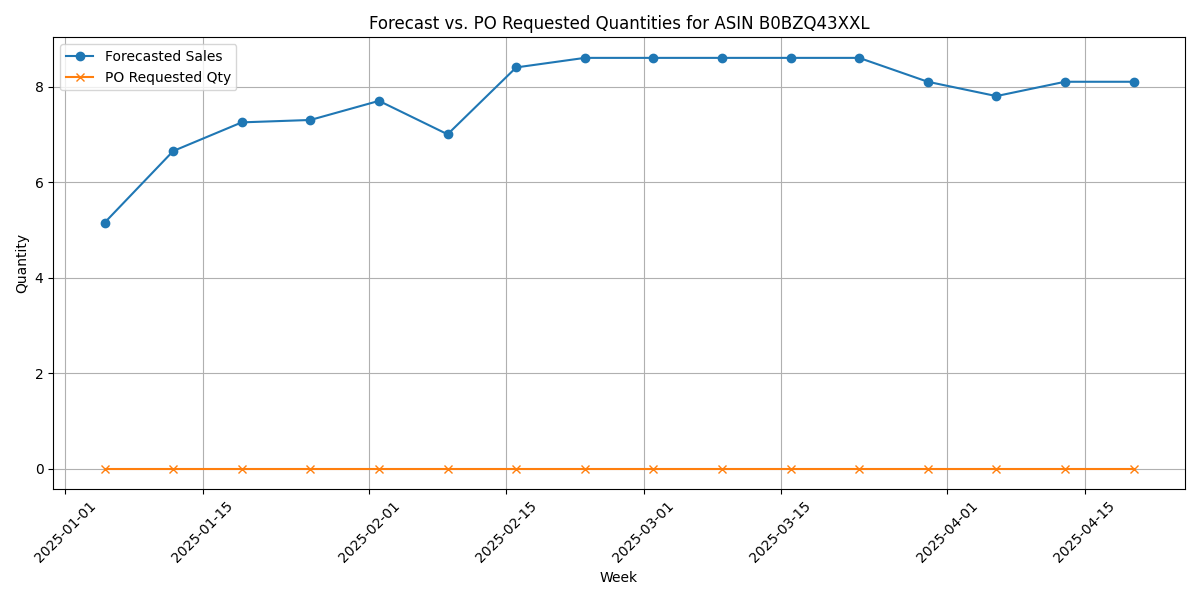 Forecast vs. PO Requested Quantities for ASIN B0BZQ43XXL
Forecasted Sales
PO Requested Qty
Quantity
8
6
4
2
0
2025-01-01
2025-01-15
2025-02-01
2025-02-15
2025-03-01
2025-03-15
2025-04-01
2025-04-15
Week